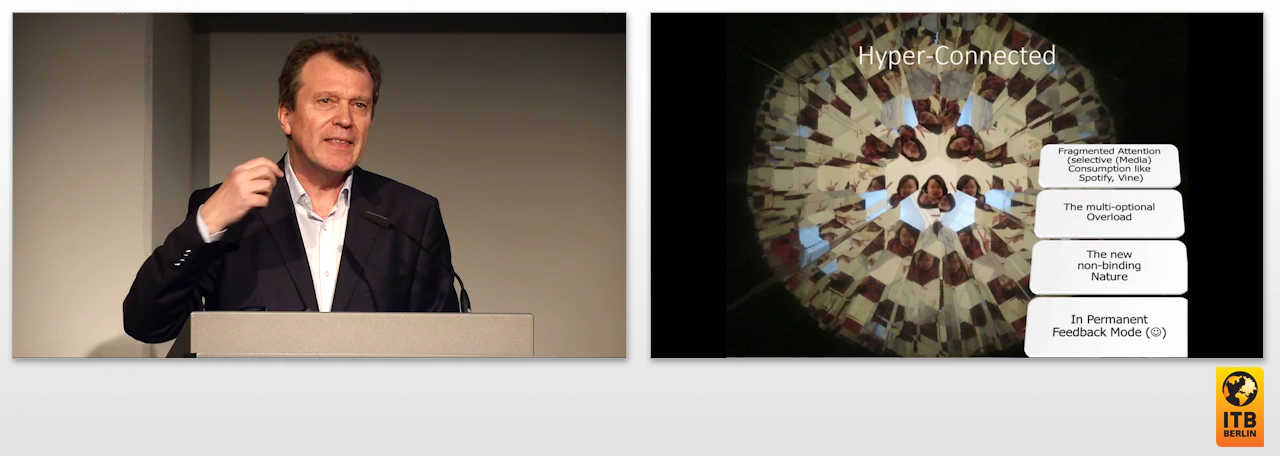 Hyper-Connected
Fragmented Attention
(selective (Media)
Consumption like
Spotify, Vine)
The multi-optional
Overload
The new
non-binding
Nature
In Permanent
Feedback Mode (☺)
ITB
BERLIN